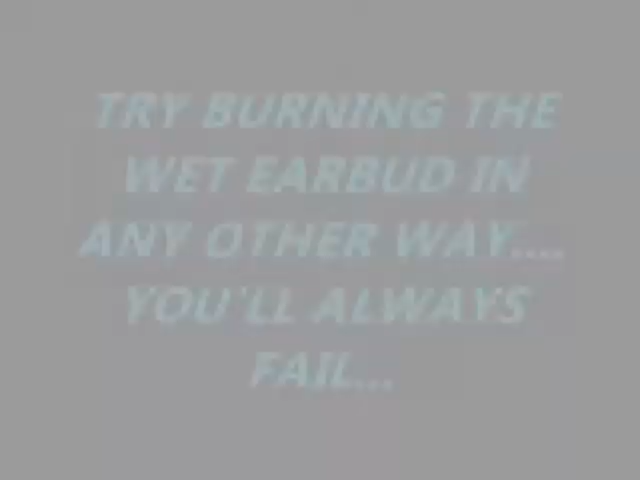 TRY BURNING THE
WET EARBUD IN
ANY OTHER WAY....
YOU'LL ALWAYS
FAIL...